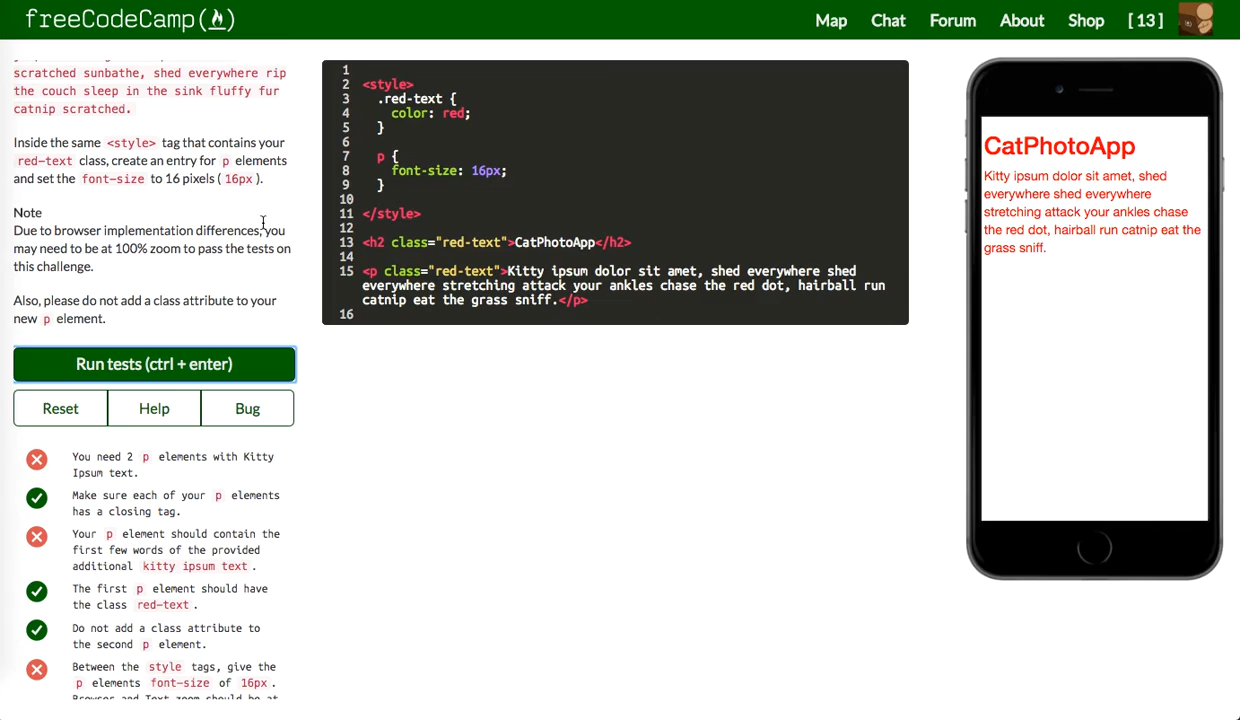 freeCodeCamp(🔥)
Map Chat Forum About Shop [ 13 ]
scratched sunbathe, shed everywhere rip
the couch sleep in the sink fluffy fur
catnip scratched.
Inside the same <style> tag that contains your
red-text class, create an entry for p elements
and set the font-size to 16 pixels ( 16px ).
Note
Due to browser implementation differences, you
may need to be at 100% zoom to pass the tests on
this challenge.
Also, please do not add a class attribute to your
new p element.
Run tests (ctrl + enter)
Reset Help Bug
You need 2 p elements with Kitty
Ipsum text.
Make sure each of your p elements
has a closing tag.
Your p element should contain the
first few words of the provided
additional kitty ipsum text .
The first p element should have
the class red-text .
Do not add a class attribute to
the second p element.
Between the style tags, give the
p elements font-size of 16px .
Browser and Text zoom should be at
1
2 <style>
3 .red-text {
4 color: red;
5 }
6
7 p {
8 font-size: 16px;
9 }
10
11 </style>
12
13 <h2 class="red-text">CatPhotoApp</h2>
14
15 <p class="red-text">Kitty ipsum dolor sit amet, shed everywhere shed
everywhere stretching attack your ankles chase the red dot, hairball run
catnip eat the grass sniff.</p>
16
CatPhotoApp
Kitty ipsum dolor sit amet, shed
everywhere shed everywhere
stretching attack your ankles chase
the red dot, hairball run catnip eat the
grass sniff.